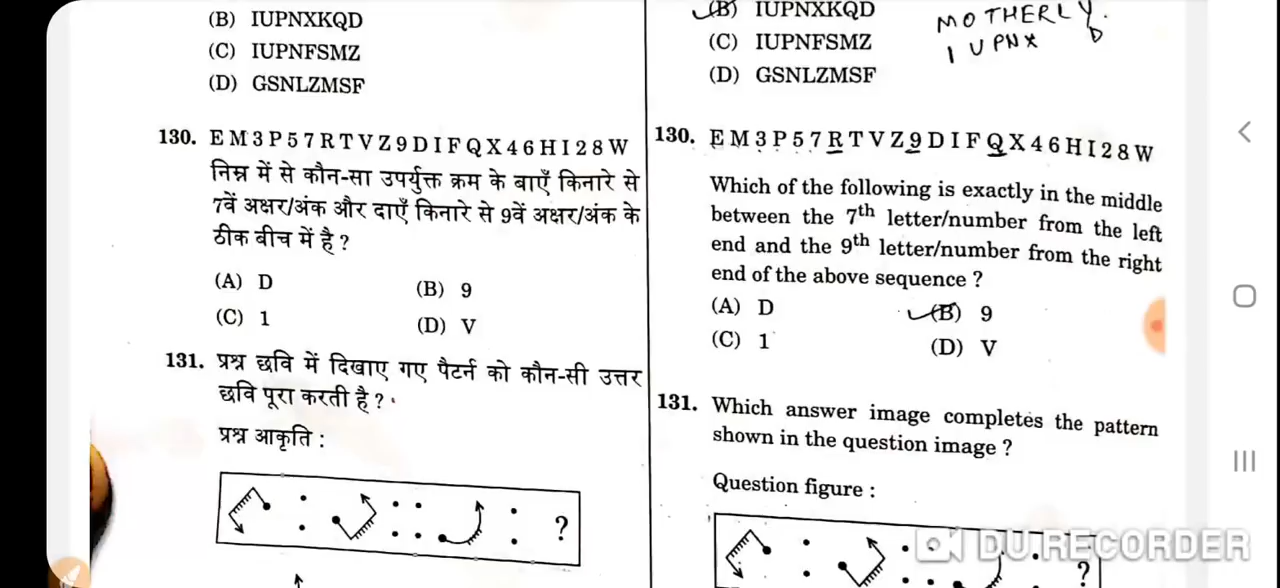 (B) IUPNXKQD
(C) IUPNFSMZ
(D) GSNLZMSF
130. E M 3 P 5 7 R T V Z 9 D I F Q X 4 6 H I 2 8 W
निम्न में से कौन-सा उपर्युक्त क्रम के बाएँ किनारे से
7वें अक्षर/अंक और दाएँ किनारे से 9वें अक्षर/अंक के
ठीक बीच में है ?
(A) D (B) 9
(C) 1 (D) V
131. प्रश्न छवि में दिखाए गए पैटर्न को कौन-सी उत्तर
छवि पूरा करती है ?
प्रश्न आकृति :
?
(B) IUPNXKQD
(C) IUPNFSMZ
(D) GSNLZMSF
MOTHERLY
IUPNX D
130. E M 3 P 5 7 R T V Z 9 D I F Q X 4 6 H I 2 8 W
Which of the following is exactly in the middle
between the 7th letter/number from the left
end and the 9th letter/number from the right
end of the above sequence ?
(A) D (B) 9
(C) 1 (D) V
131. Which answer image completes the pattern
shown in the question image ?
Question figure :
?
DU RECORDER